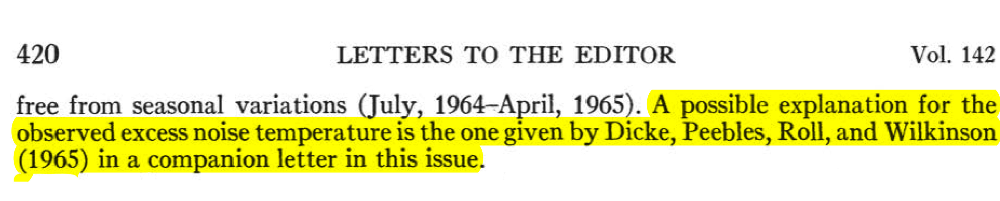 420 LETTERS TO THE EDITOR Vol. 142
free from seasonal variations (July, 1964–April, 1965). A possible explanation for the
observed excess noise temperature is the one given by Dicke, Peebles, Roll, and Wilkinson
(1965) in a companion letter in this issue.